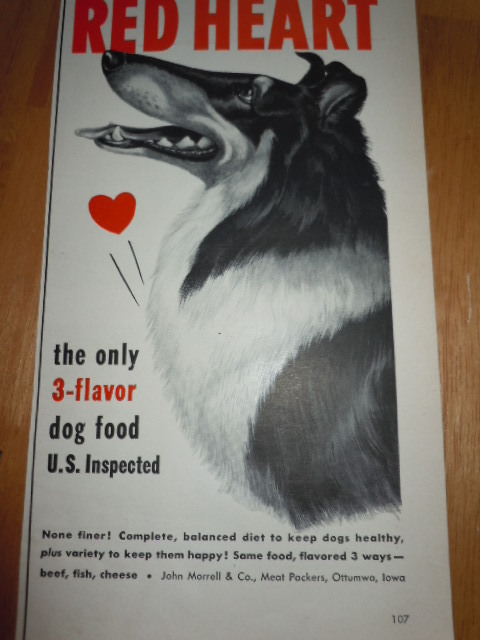 RED HEART
the only
3-flavor
dog food
U.S. Inspected
None finer! Complete, balanced diet to keep dogs healthy,
plus variety to keep them happy! Same food, flavored 3 ways—
beef, fish, cheese • John Morrell & Co., Meat Packers, Ottumwa, Iowa
107